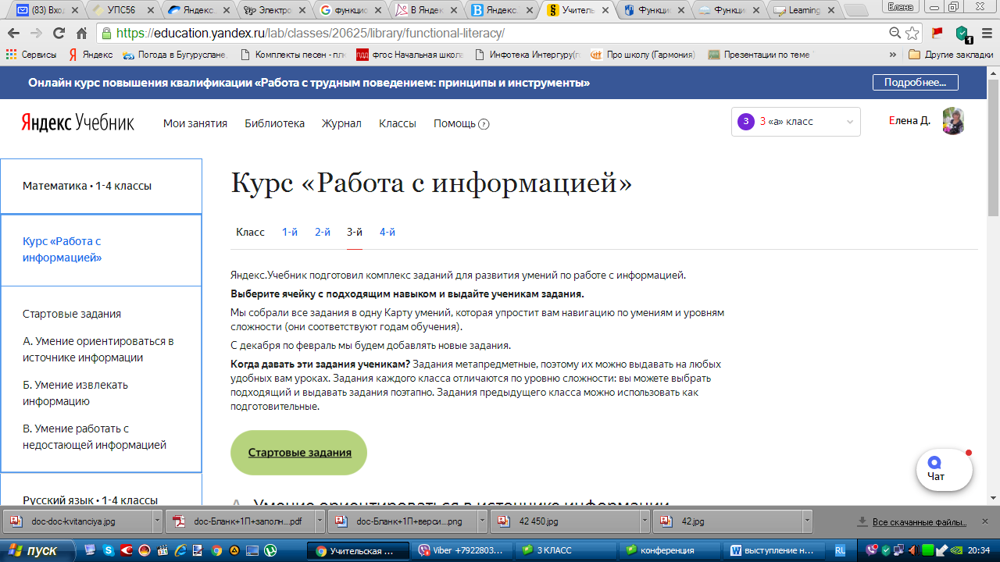 (83) Вход
УПС56
Яндекс.
Электро
функцио
В Яндек
Яндекс.
Учитель
Функци
Функци
Learning
Елена
https://education.yandex.ru/lab/classes/20625/library/functional-literacy/
1
Сервисы
Яндекс
Погода в Бугуруслане,
Комплекты песен - пл
фгос Начальная школа
Инфотека Интергуру(г
Про школу (Гармония)
Презентации по теме "
»
Другие закладки
Онлайн курс повышения квалификации «Работа с трудным поведением: принципы и инструменты»
Подробнее...
Яндекс Учебник
Мои занятия
Библиотека
Журнал
Классы
Помощь ?
3
3 «а» класс
Елена Д.
Математика • 1-4 классы
Курс «Работа с
информацией»
Стартовые задания
А. Умение ориентироваться в
источнике информации
Б. Умение извлекать
информацию
В. Умение работать с
недостающей информацией
Русский язык • 1-4 классы
Курс «Работа с информацией»
Класс 1-й 2-й 3-й 4-й
Яндекс.Учебник подготовил комплекс заданий для развития умений по работе с информацией.
Выберите ячейку с подходящим навыком и выдайте ученикам задания.
Мы собрали все задания в одну Карту умений, которая упростит вам навигацию по умениям и уровням
сложности (они соответствуют годам обучения).
С декабря по февраль мы будем добавлять новые задания.
Когда давать эти задания ученикам? Задания метапредметные, поэтому их можно выдавать на любых
удобных вам уроках. Задания каждого класса отличаются по уровню сложности: вы можете выбрать
подходящий и выдавать задания поэтапно. Задания предыдущего класса можно использовать как
подготовительные.
Стартовые задания
А. Умение ориентироваться в источнике информации
Чат
doc-doc-kvitanciya.jpg
doc-Бланк+1П+заполн....pdf
doc-Бланк+1П+верси....png
42 450.jpg
42.jpg
Все скачанные файлы...
пуск
Учительская ...
Viber +7922803...
3 КЛАСС
конференция
выступление н...
RU
20:34